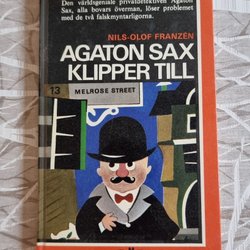 Den världsgeniale privatdetektiven Agaton
Sax, alla bovars överman, löser problemet
med de två falskmyntarligorna.
NILS-OLOF FRANZÉN
AGATON SAX
KLIPPER TILL
13
MELROSE STREET